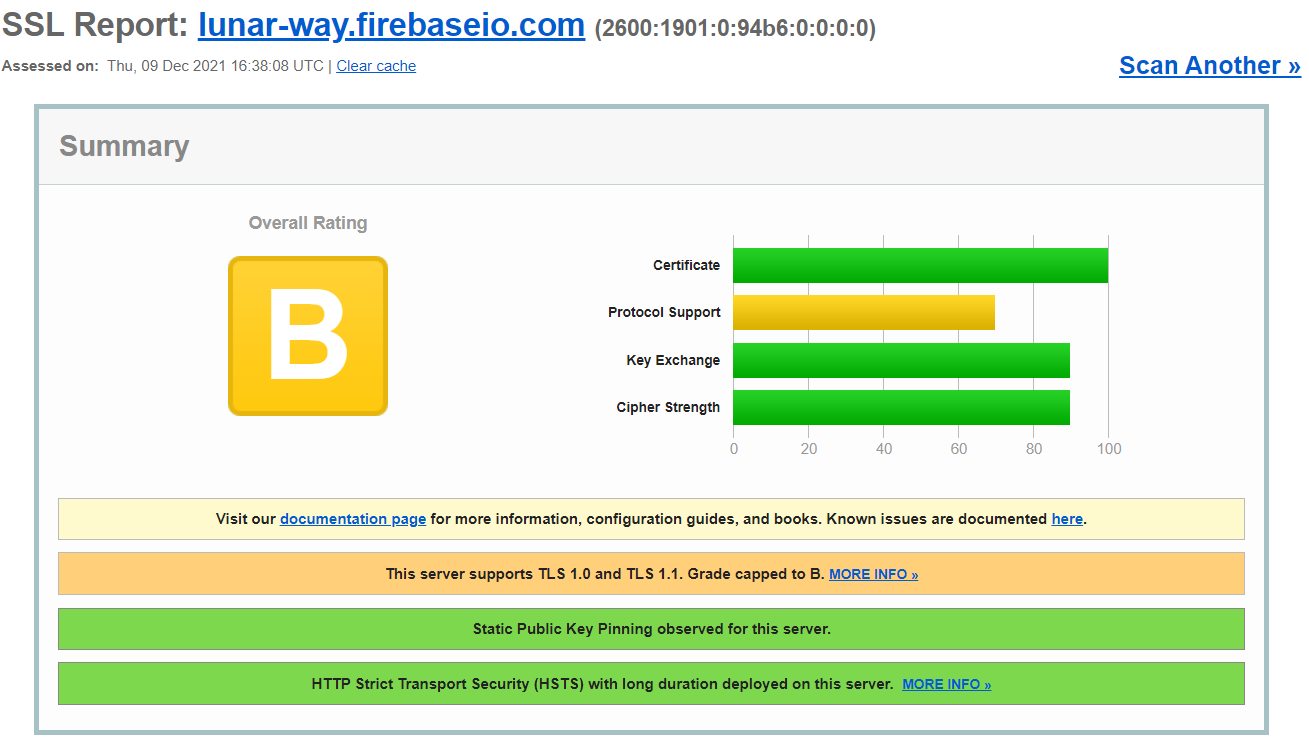 SSL Report: lunar-way.firebaseio.com (2600:1901:0:94b6:0:0:0:0)
Assessed on: Thu, 09 Dec 2021 16:38:08 UTC | Clear cache
Scan Another »
Summary
Overall Rating
B
Certificate
Protocol Support
Key Exchange
Cipher Strength
0 20 40 60 80 100
Visit our documentation page for more information, configuration guides, and books. Known issues are documented here.
This server supports TLS 1.0 and TLS 1.1. Grade capped to B. MORE INFO »
Static Public Key Pinning observed for this server.
HTTP Strict Transport Security (HSTS) with long duration deployed on this server. MORE INFO »